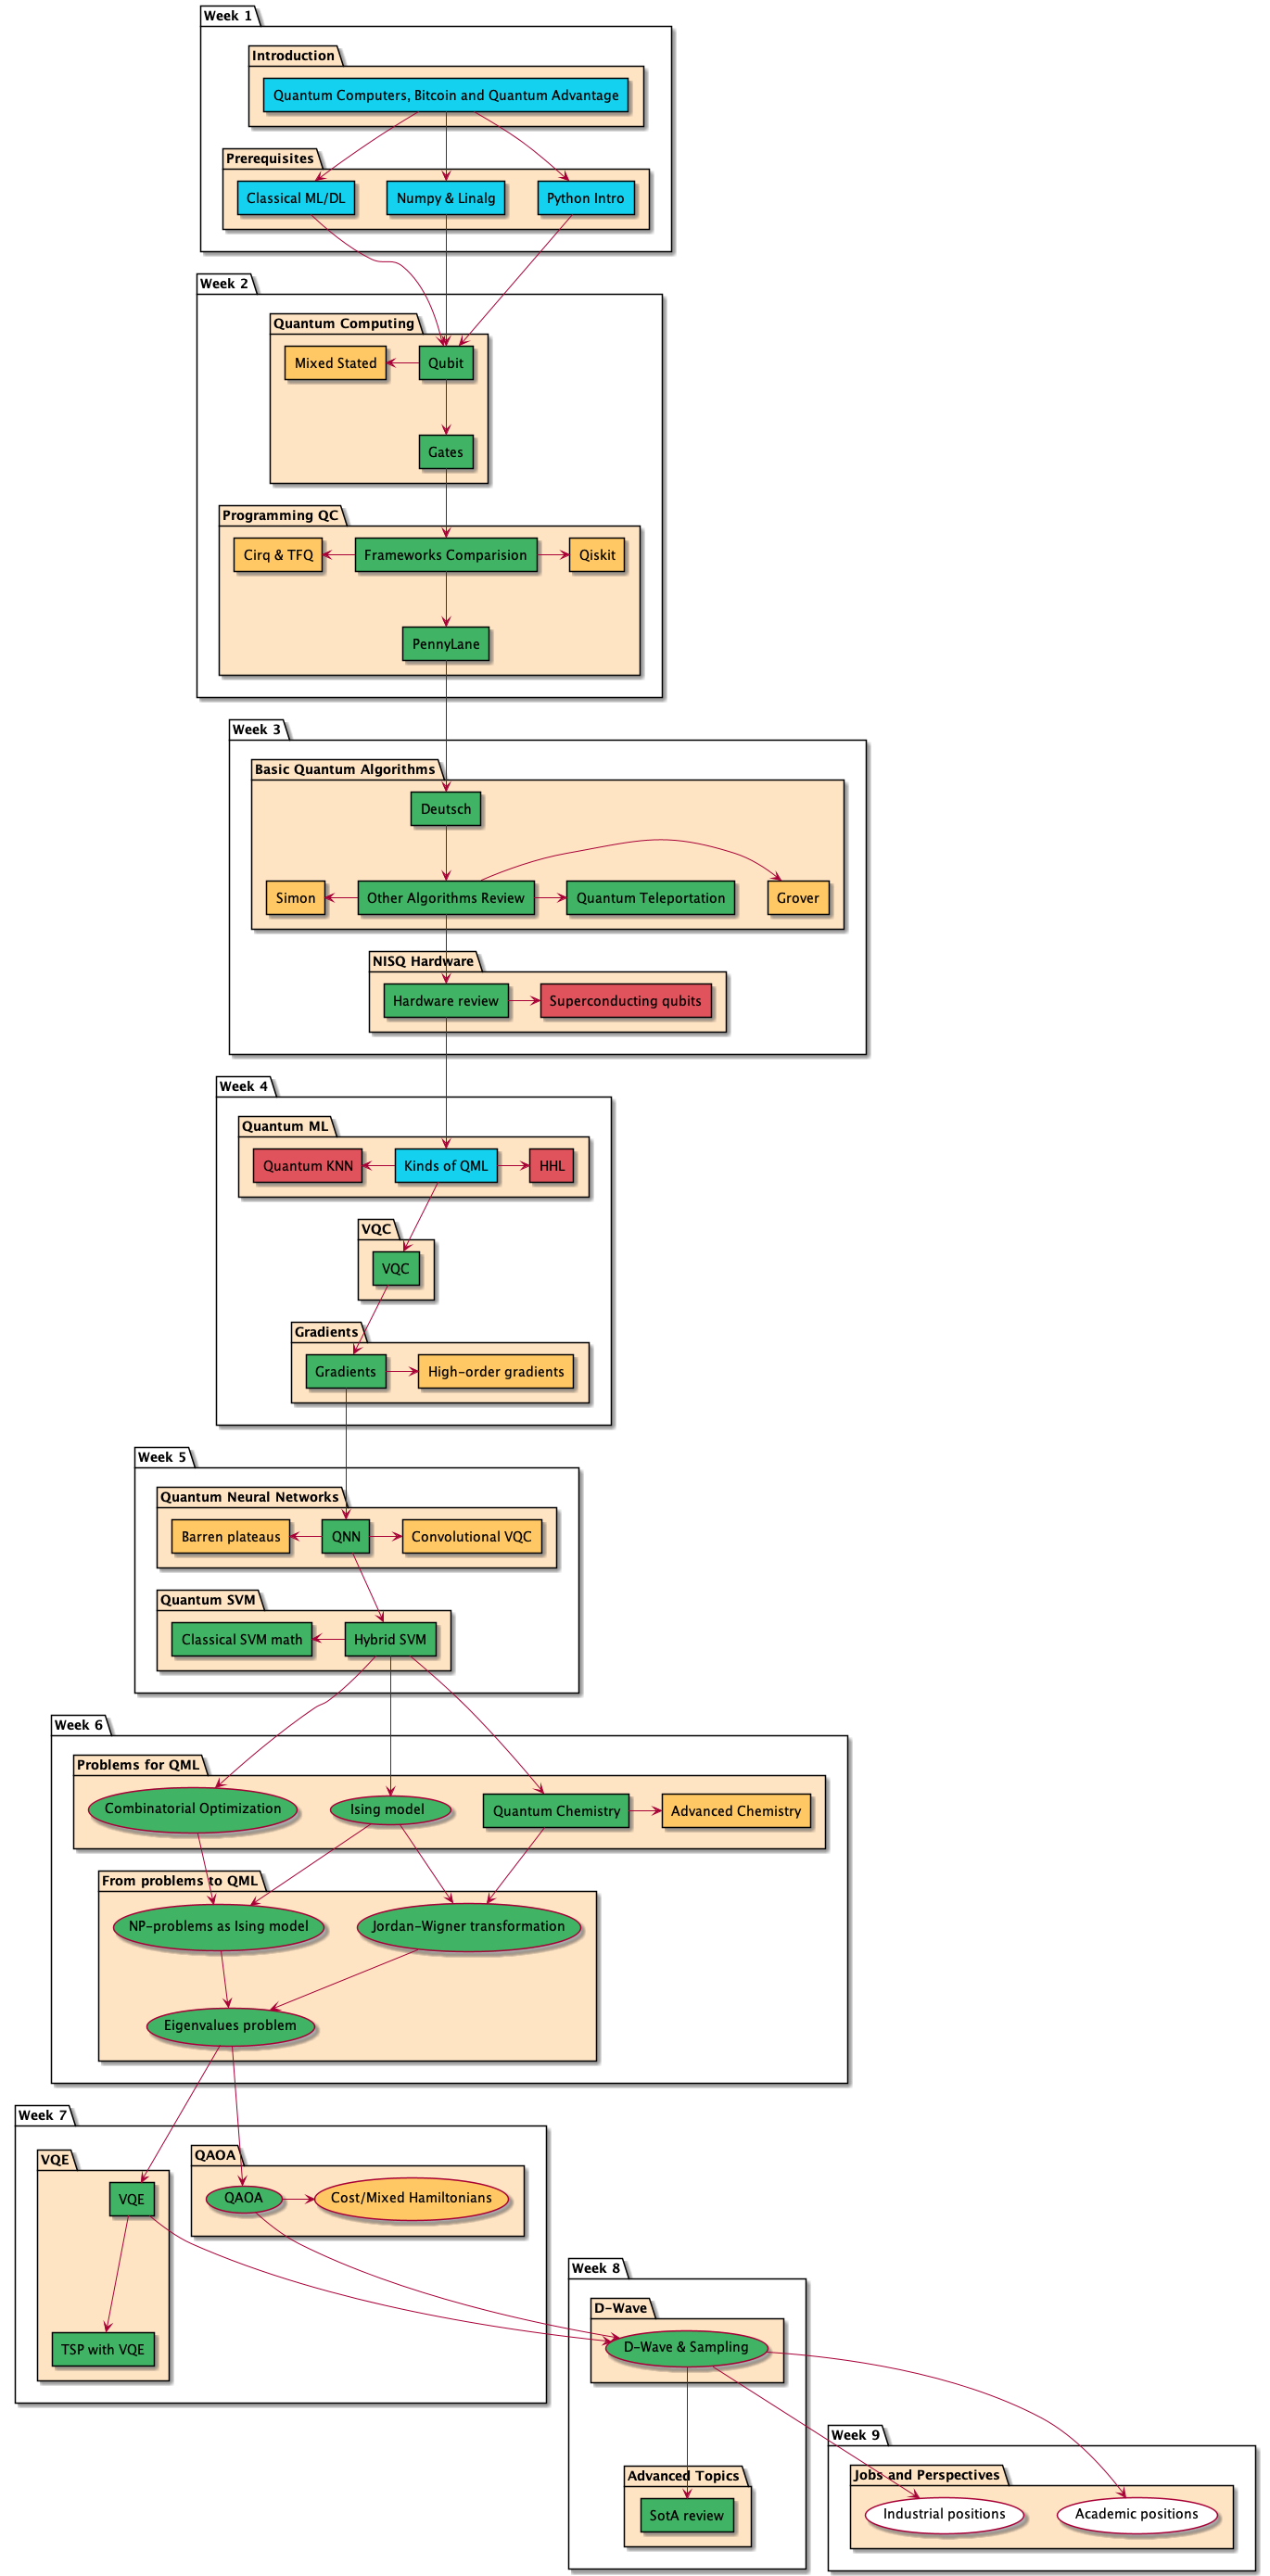 Week 1
Introduction
Quantum Computers, Bitcoin and Quantum Advantage
Prerequisites
Classical ML/DL
Numpy & Linalg
Python Intro
Week 2
Quantum Computing
Mixed Stated
Qubit
Gates
Programming QC
Cirq & TFQ
Frameworks Comparision
Qiskit
PennyLane
Week 3
Basic Quantum Algorithms
Deutsch
Simon
Other Algorithms Review
Quantum Teleportation
Grover
NISQ Hardware
Hardware review
Superconducting qubits
Week 4
Quantum ML
Quantum KNN
Kinds of QML
HHL
VQC
VQC
Gradients
Gradients
High-order gradients
Week 5
Quantum Neural Networks
Barren plateaus
QNN
Convolutional VQC
Quantum SVM
Classical SVM math
Hybrid SVM
Week 6
Problems for QML
Combinatorial Optimization
Ising model
Quantum Chemistry
Advanced Chemistry
From problems to QML
NP-problems as Ising model
Jordan-Wigner transformation
Eigenvalues problem
Week 7
VQE
QAOA
VQE
QAOA
Cost/Mixed Hamiltonians
TSP with VQE
Week 8
D-Wave
D-Wave & Sampling
Advanced Topics
SotA review
Week 9
Jobs and Perspectives
Industrial positions
Academic positions